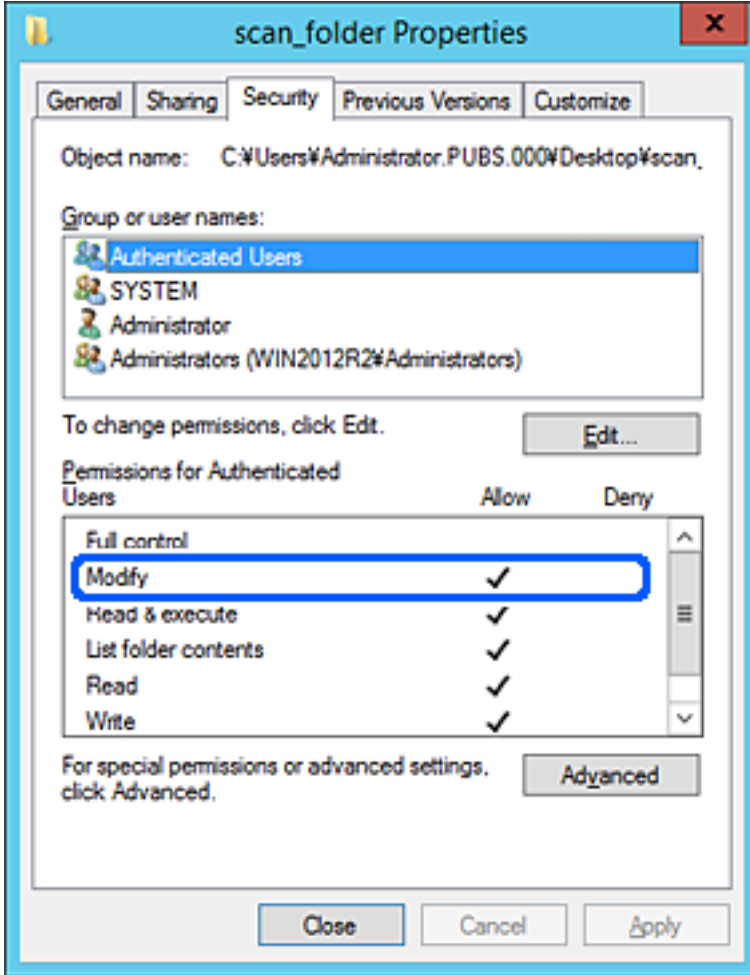 scan_folder Properties
x
General Sharing Security Previous Versions Customize
Object name: C:¥Users¥Administrator.PUBS.000¥Desktop¥scan_
Group or user names:
Authenticated Users
SYSTEM
Administrator
Administrators (WIN2012R2¥Administrators)
To change permissions, click Edit.
Edit...
Permissions for Authenticated
Users Allow Deny
Full control
Modify
Read & execute
List folder contents
Read
Write
For special permissions or advanced settings,
click Advanced.
Advanced
Close Cancel Apply